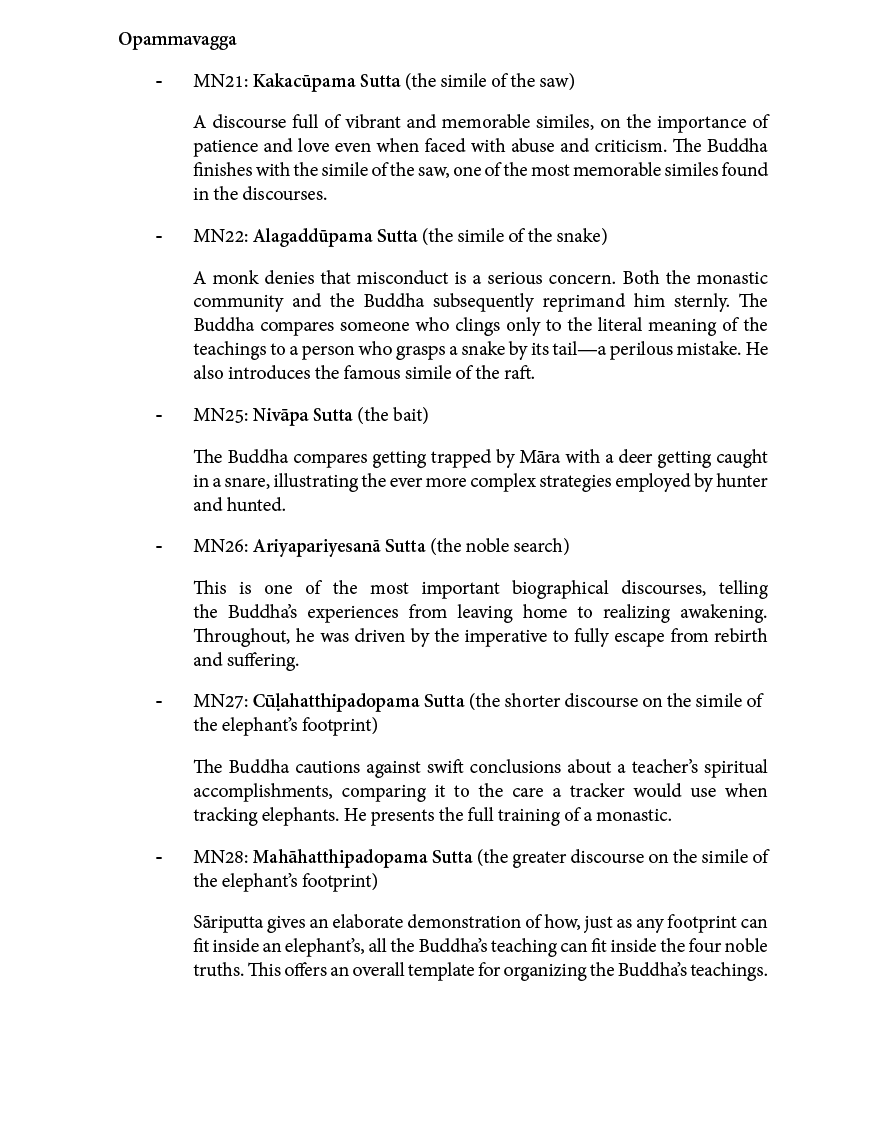 Opammavagga
- MN21: Kakacūpama Sutta (the simile of the saw)
A discourse full of vibrant and memorable similes, on the importance of
patience and love even when faced with abuse and criticism. The Buddha
finishes with the simile of the saw, one of the most memorable similes found
in the discourses.
- MN22: Alagaddūpama Sutta (the simile of the snake)
A monk denies that misconduct is a serious concern. Both the monastic
community and the Buddha subsequently reprimand him sternly. The
Buddha compares someone who clings only to the literal meaning of the
teachings to a person who grasps a snake by its tail—a perilous mistake. He
also introduces the famous simile of the raft.
- MN25: Nivāpa Sutta (the bait)
The Buddha compares getting trapped by Māra with a deer getting caught
in a snare, illustrating the ever more complex strategies employed by hunter
and hunted.
- MN26: Ariyapariyesanā Sutta (the noble search)
This is one of the most important biographical discourses, telling
the Buddha’s experiences from leaving home to realizing awakening.
Throughout, he was driven by the imperative to fully escape from rebirth
and suffering.
- MN27: Cūḷahatthipadopama Sutta (the shorter discourse on the simile of
the elephant’s footprint)
The Buddha cautions against swift conclusions about a teacher’s spiritual
accomplishments, comparing it to the care a tracker would use when
tracking elephants. He presents the full training of a monastic.
- MN28: Mahāhatthipadopama Sutta (the greater discourse on the simile of
the elephant’s footprint)
Sāriputta gives an elaborate demonstration of how, just as any footprint can
fit inside an elephant’s, all the Buddha’s teaching can fit inside the four noble
truths. This offers an overall template for organizing the Buddha’s teachings.